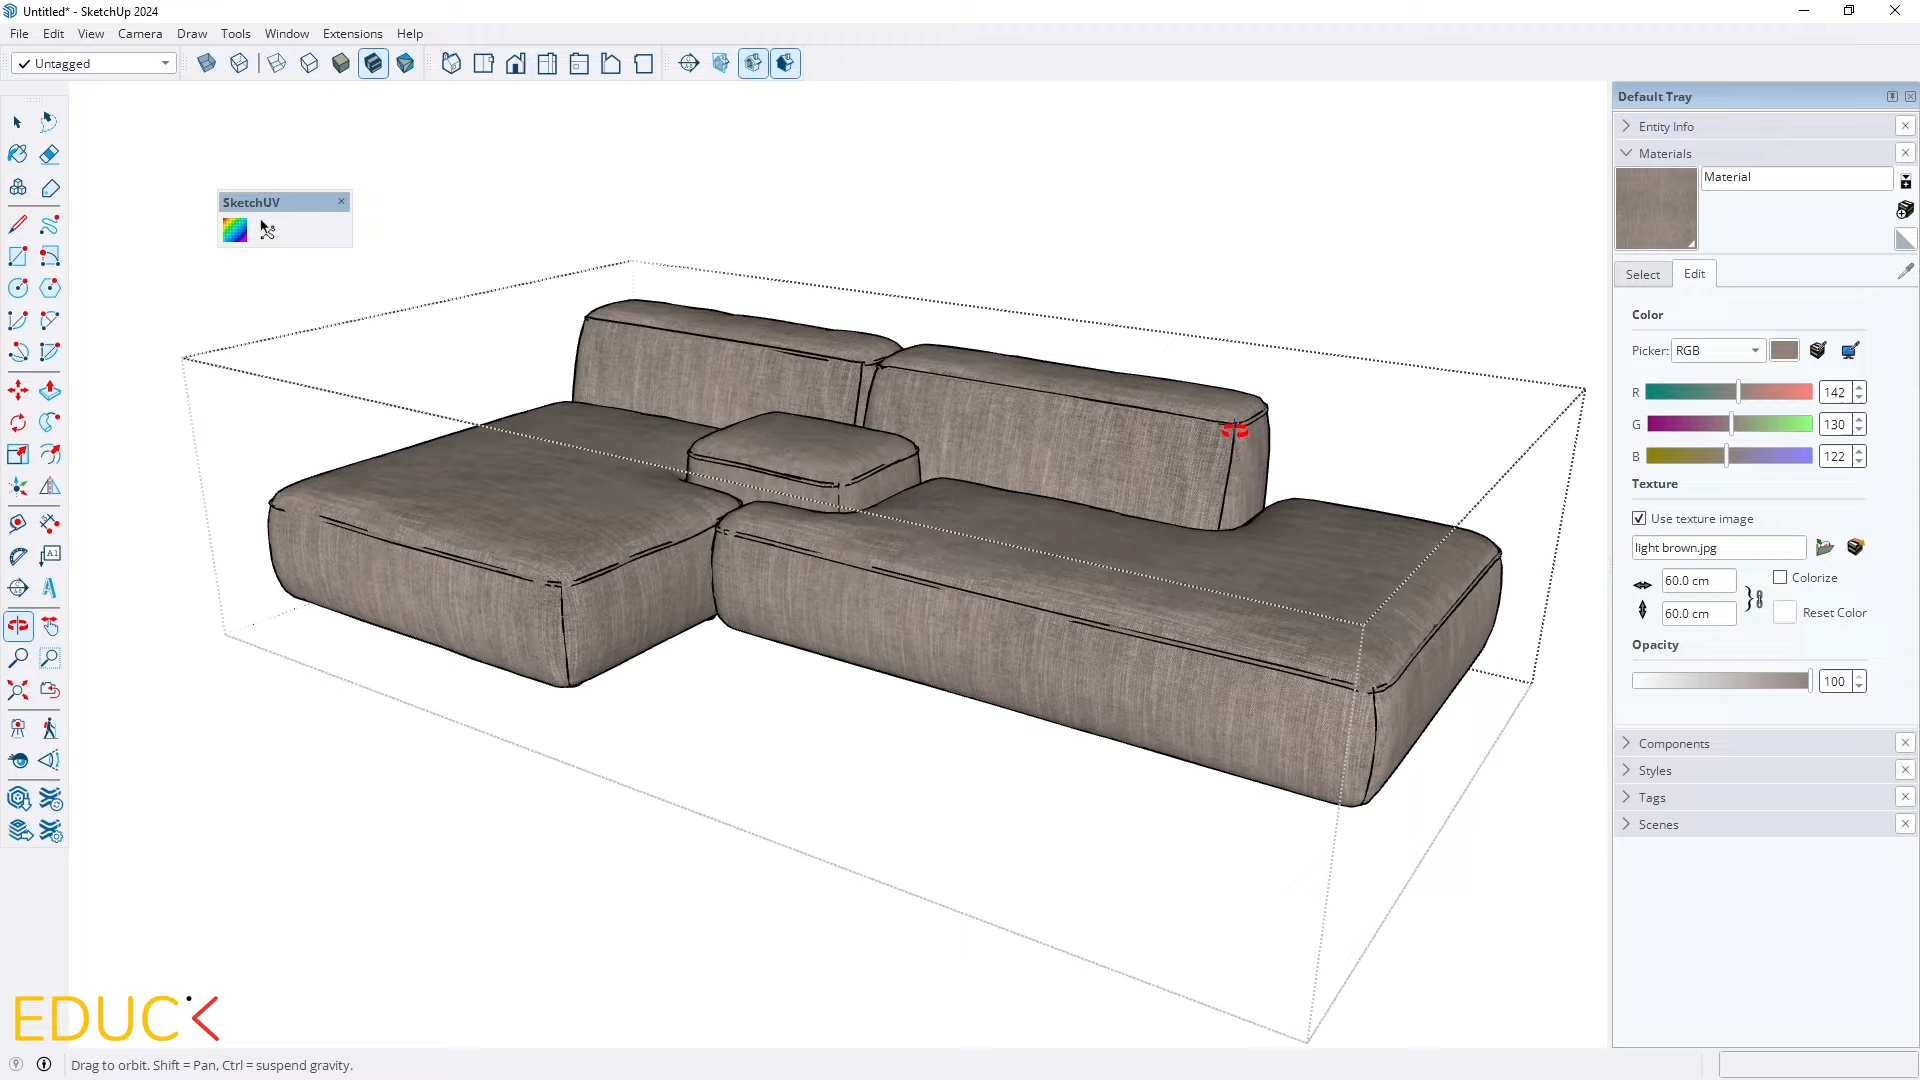 Untitled* - SketchUp 2024
File Edit View Camera Draw Tools Window Extensions Help
Untagged
Default Tray
Entity Info
Materials
Material
SketchUV
Select Edit
Color
Picker: RGB
R 142
G 130
B 122
Texture
Use texture image
light brown.jpg
60.0 cm Colorize
60.0 cm Reset Color
Opacity
100
Components
Styles
Tags
Scenes
A1
A
EDUC
Drag to orbit. Shift = Pan, Ctrl = suspend gravity.